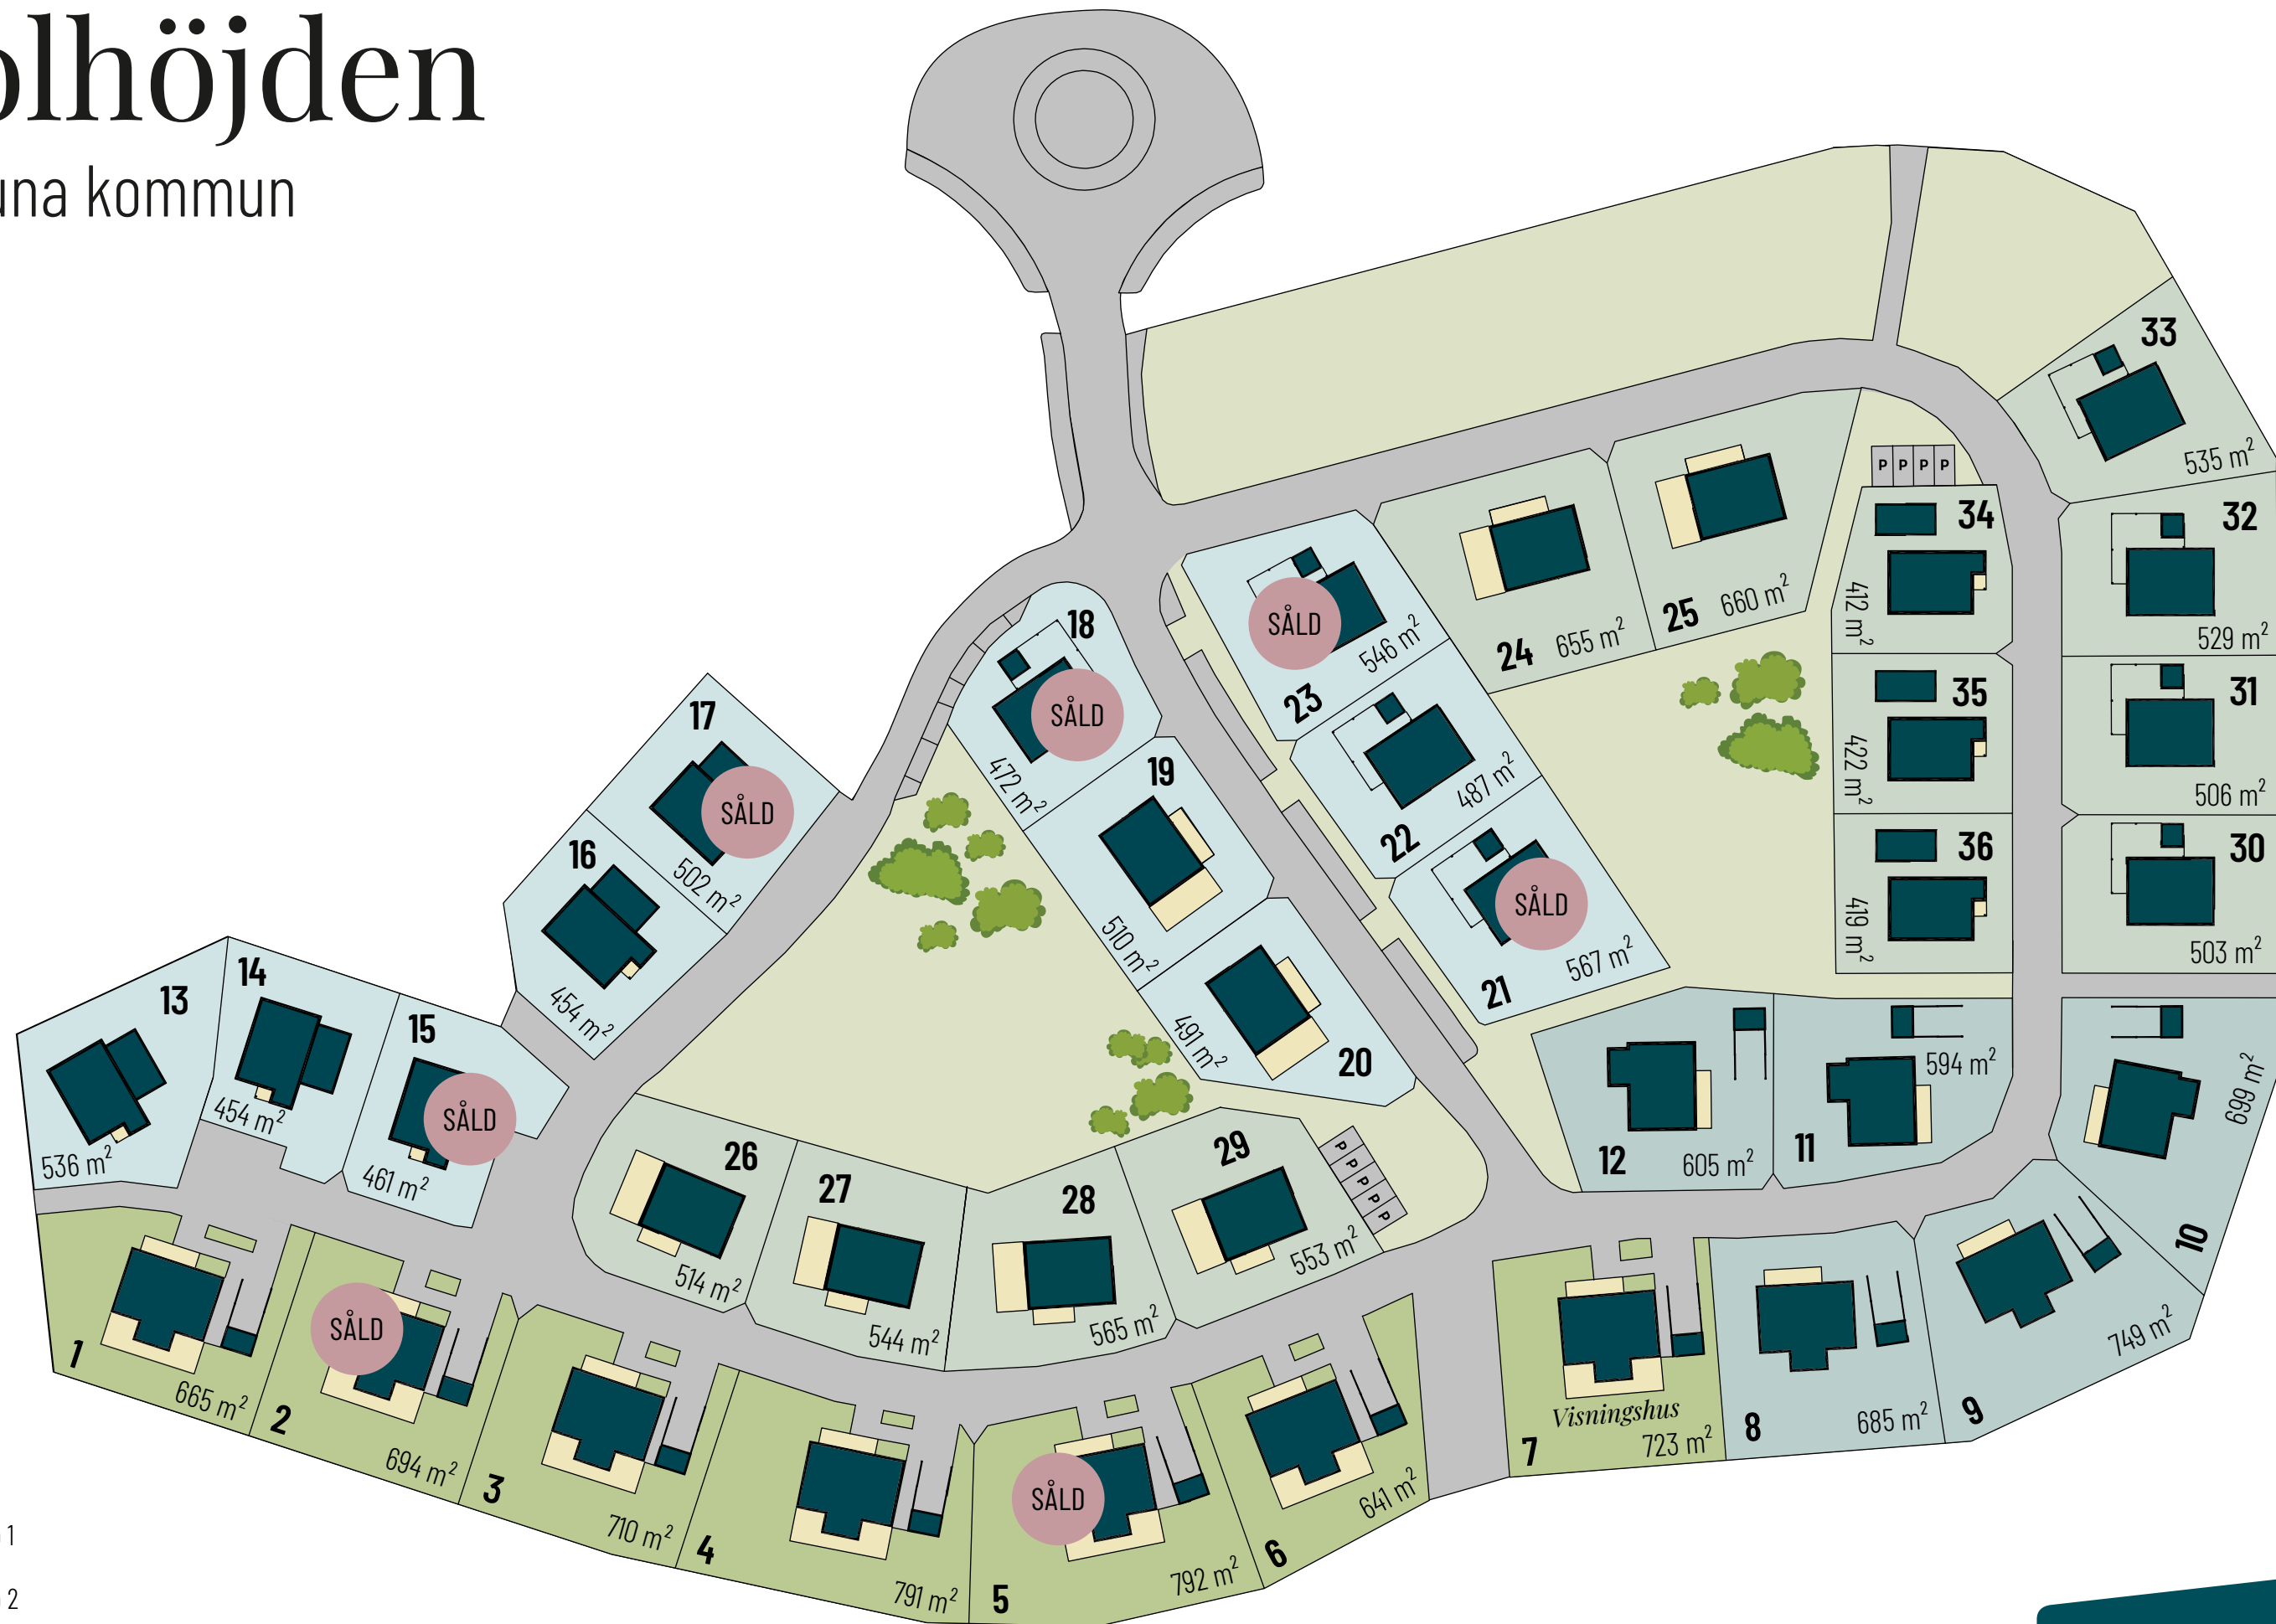 olhöjden
una kommun
33
535 m²
P P P P
34
412 m²
32
529 m²
18
SÅLD
472 m²
SÅLD
546 m²
23
24
655 m²
25
660 m²
17
SÅLD
502 m²
19
510 m²
22
487 m²
35
422 m²
31
506 m²
16
454 m²
SÅLD
21
567 m²
36
419 m²
30
503 m²
13
536 m²
14
454 m²
15
SÅLD
461 m²
491 m²
20
12
605 m²
11
594 m²
699 m²
10
26
514 m²
27
544 m²
28
565 m²
29
553 m²
P P P P P
1
665 m²
SÅLD
2
694 m²
3
710 m²
4
791 m²
SÅLD
5
792 m²
6
641 m²
Visningshus
7
723 m²
8
685 m²
9
749 m²
1
2